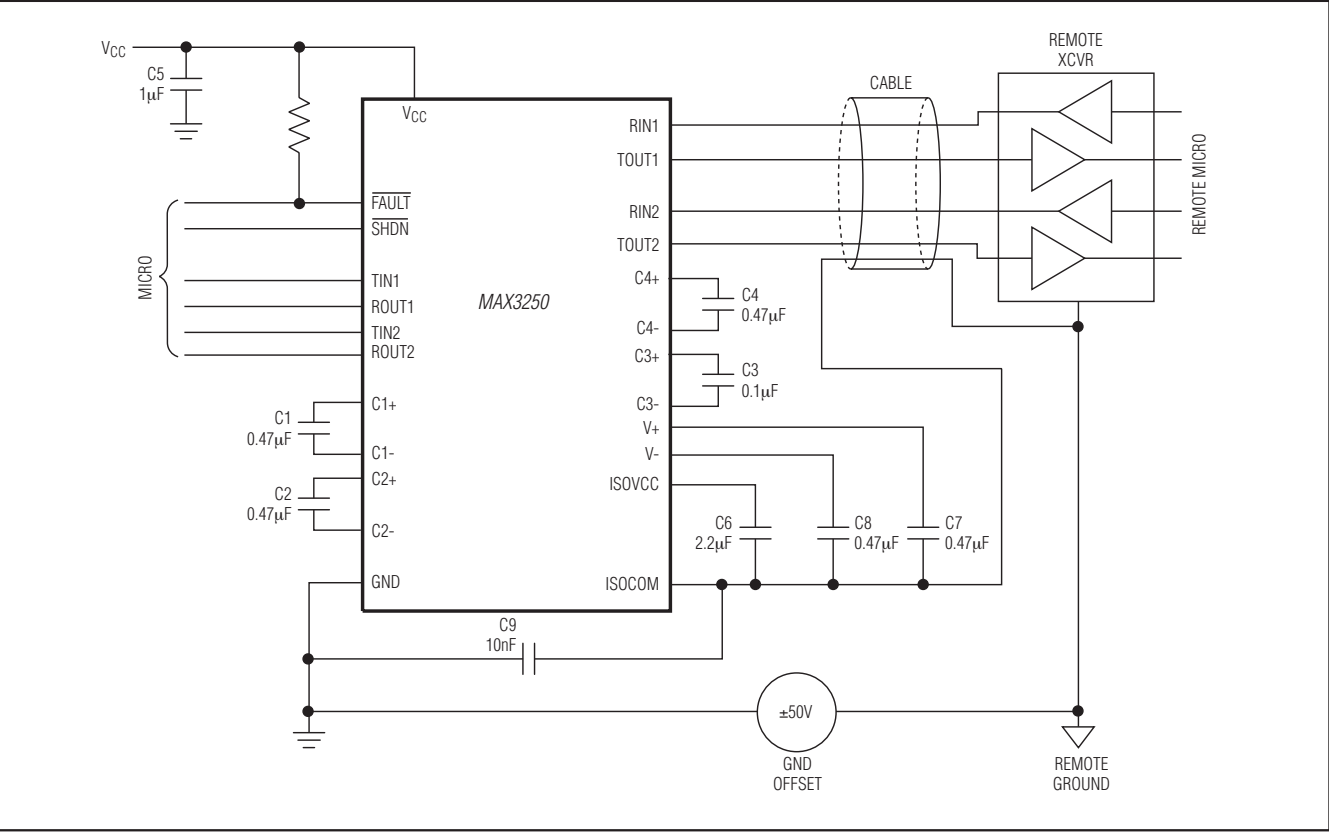 REMOTE
XCVR
VCC
C5
1µF
CABLE
VCC
RIN1
TOUT1
RIN2
TOUT2
REMOTE MICRO
FAULT
SHDN
MICRO
TIN1
ROUT1
TIN2
ROUT2
MAX3250
C4+
C4
0.47µF
C4-
C3+
C3
0.1µF
C3-
C1+
C1
0.47µF
C1-
C2+
C2
0.47µF
C2-
V+
V-
ISOVCC
C6
2.2µF
C8
0.47µF
C7
0.47µF
GND
ISOCOM
C9
10nF
±50V
GND
OFFSET
REMOTE
GROUND